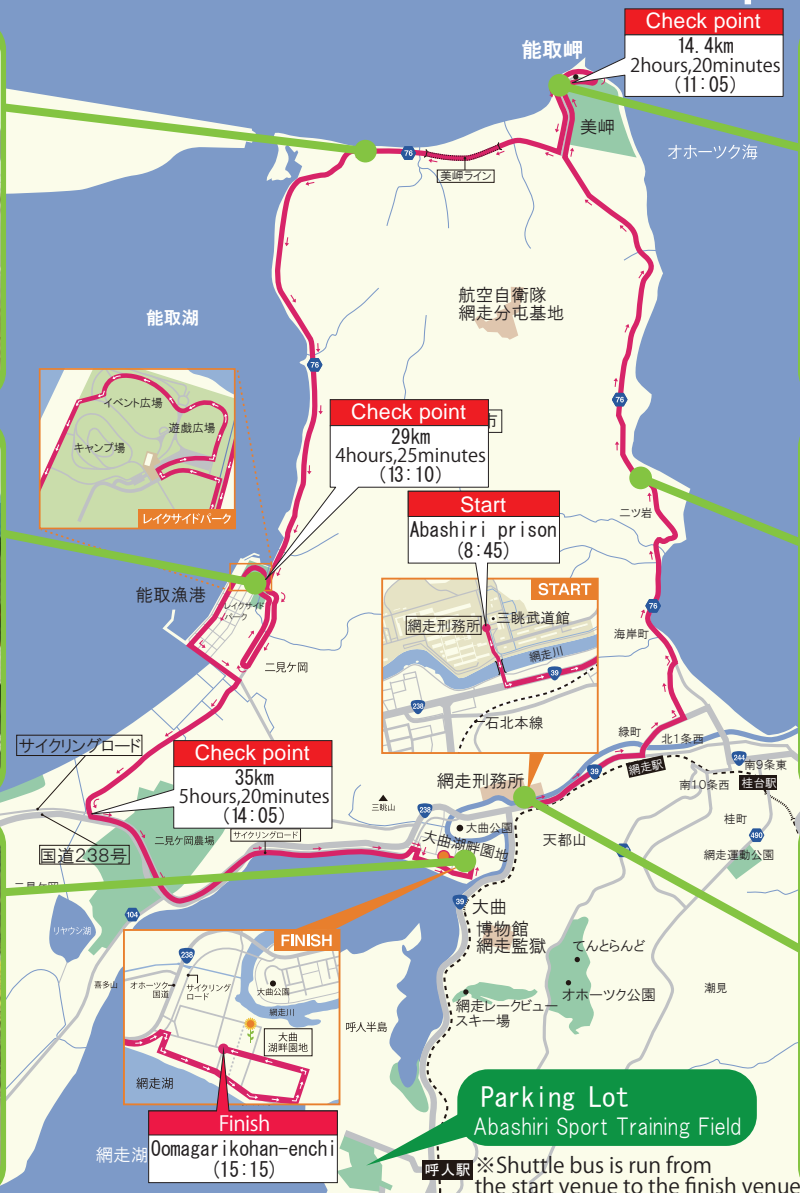 Check point
14.4km
2hours,20minutes
(11:05)
能取岬
美岬
オホーツク海
76
美岬ライン
航空自衛隊
網走分屯基地
能取湖
76
76
イベント広場
遊戯広場
キャンプ場
レイクサイドパーク
Check point
29km
4hours,25minutes
(13:10)
市
Start
Abashiri prison
(8:45)
二ツ岩
START
網走刑務所
三眺武道館
網走川
39
238
石北本線
能取漁港
レイクサイド
パーク
二見ケ岡
76
海岸町
サイクリングロード
Check point
35km
5hours,20minutes
(14:05)
緑町
北1条西
網走駅
39
244
南9条東
南10条西
桂台駅
網走刑務所
三眺山
238
大曲公園
大曲湖畔園地
天都山
桂町
490
網走運動公園
国道238号
二見ケ岡農場
サイクリングロード
二見ケ岡
104
リヤウシ湖
39
大曲
博物館
網走監獄
てんとらんど
オホーツク公園
潮見
網走レークビュー
スキー場
喜多山
呼人半島
FINISH
238
オホーツク
国道
サイクリング
ロード
大曲公園
網走川
大曲
湖畔園地
網走湖
Finish
Oomagarikohan-enchi
(15:15)
網走湖
Parking Lot
Abashiri Sport Training Field
呼人駅
※Shuttle bus is run from
the start venue to the finish venue